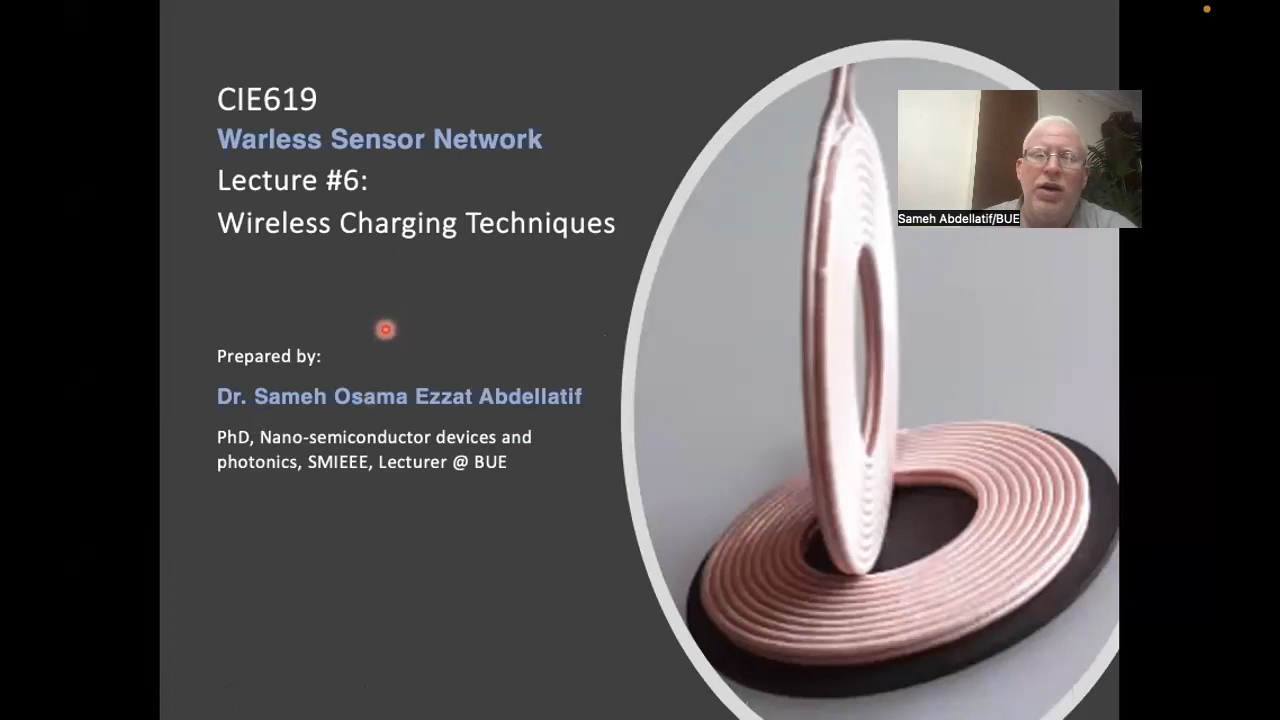 CIE619
Warless Sensor Network
Lecture #6:
Wireless Charging Techniques
Sameh Abdellatif/BUE
Prepared by:
Dr. Sameh Osama Ezzat Abdellatif
PhD, Nano-semiconductor devices and
photonics, SMIEEE, Lecturer @ BUE